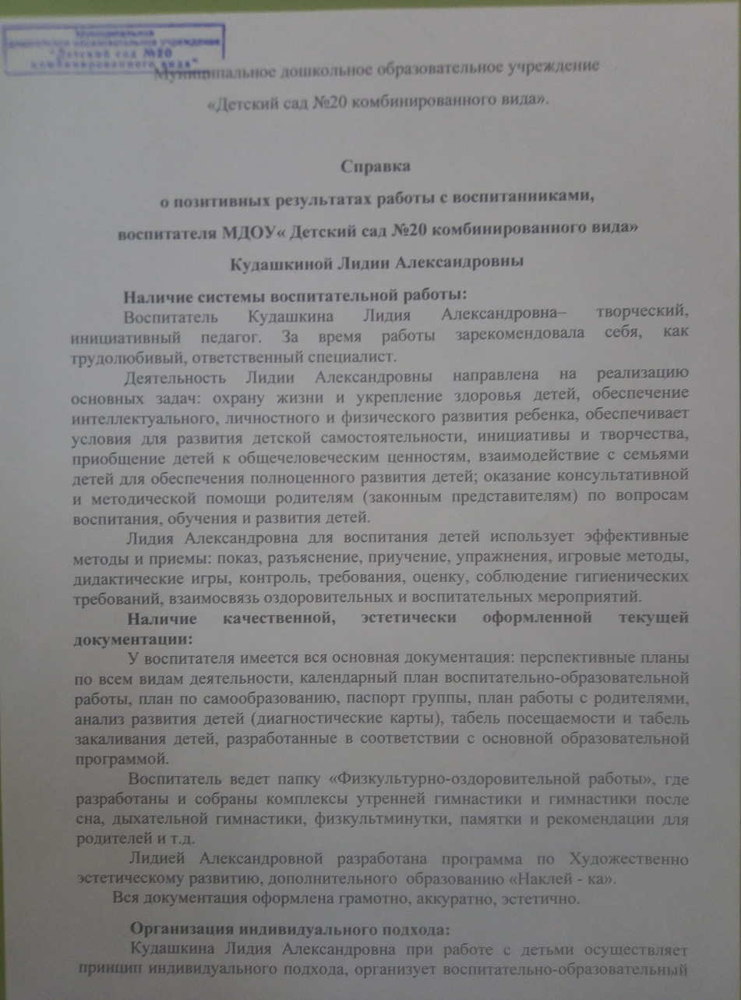 Муниципальное
дошкольное образовательное учреждение
"Детский сад №20
комбинированного вида"
Муниципальное дошкольное образовательное учреждение
«Детский сад №20 комбинированного вида».
Справка
о позитивных результатах работы с воспитанниками,
воспитателя МДОУ« Детский сад №20 комбинированного вида»
Кудашкиной Лидии Александровны
Наличие системы воспитательной работы:
Воспитатель Кудашкина Лидия Александровна– творческий,
инициативный педагог. За время работы зарекомендовала себя, как
трудолюбивый, ответственный специалист.
Деятельность Лидии Александровны направлена на реализацию
основных задач: охрану жизни и укрепление здоровья детей, обеспечение
интеллектуального, личностного и физического развития ребенка, обеспечивает
условия для развития детской самостоятельности, инициативы и творчества,
приобщение детей к общечеловеческим ценностям, взаимодействие с семьями
детей для обеспечения полноценного развития детей; оказание консультативной
и методической помощи родителям (законным представителям) по вопросам
воспитания, обучения и развития детей.
Лидия Александровна для воспитания детей использует эффективные
методы и приемы: показ, разъяснение, приучение, упражнения, игровые методы,
дидактические игры, контроль, требования, оценку, соблюдение гигиенических
требований, взаимосвязь оздоровительных и воспитательных мероприятий.
Наличие качественной, эстетически оформленной текущей
документации:
У воспитателя имеется вся основная документация: перспективные планы
по всем видам деятельности, календарный план воспитательно-образовательной
работы, план по самообразованию, паспорт группы, план работы с родителями,
анализ развития детей (диагностические карты), табель посещаемости и табель
закаливания детей, разработанные в соответствии с основной образовательной
программой.
Воспитатель ведет папку «Физкультурно-оздоровительной работы», где
разработаны и собраны комплексы утренней гимнастики и гимнастики после
сна, дыхательной гимнастики, физкультминутки, памятки и рекомендации для
родителей и т.д.
Лидией Александровной разработана программа по Художественно
эстетическому развитию, дополнительного образованию «Наклей - ка».
Вся документация оформлена грамотно, аккуратно, эстетично.
Организация индивидуального подхода:
Кудашкина Лидия Александровна при работе с детьми осуществляет
принцип индивидуального подхода, организует воспитательно-образовательный